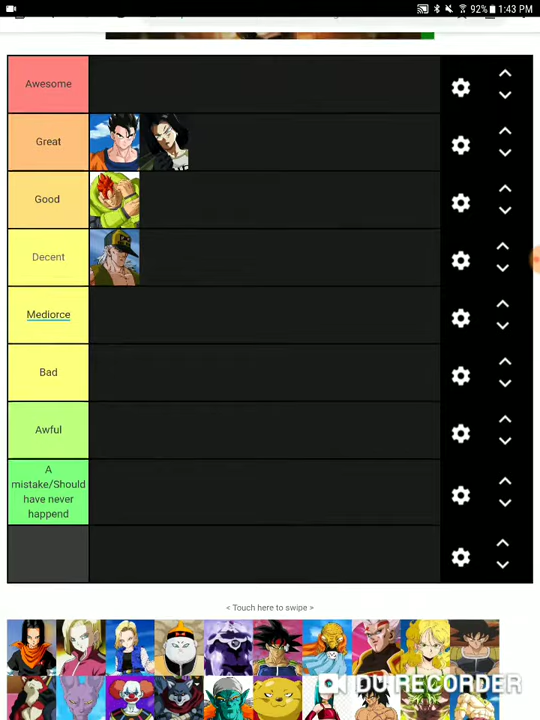 92% 1:43 PM
Awesome
Great
Good
Decent
Mediorce
Bad
Awful
A
mistake/Should
have never
happend
< Touch here to swipe >
DU RECORDER